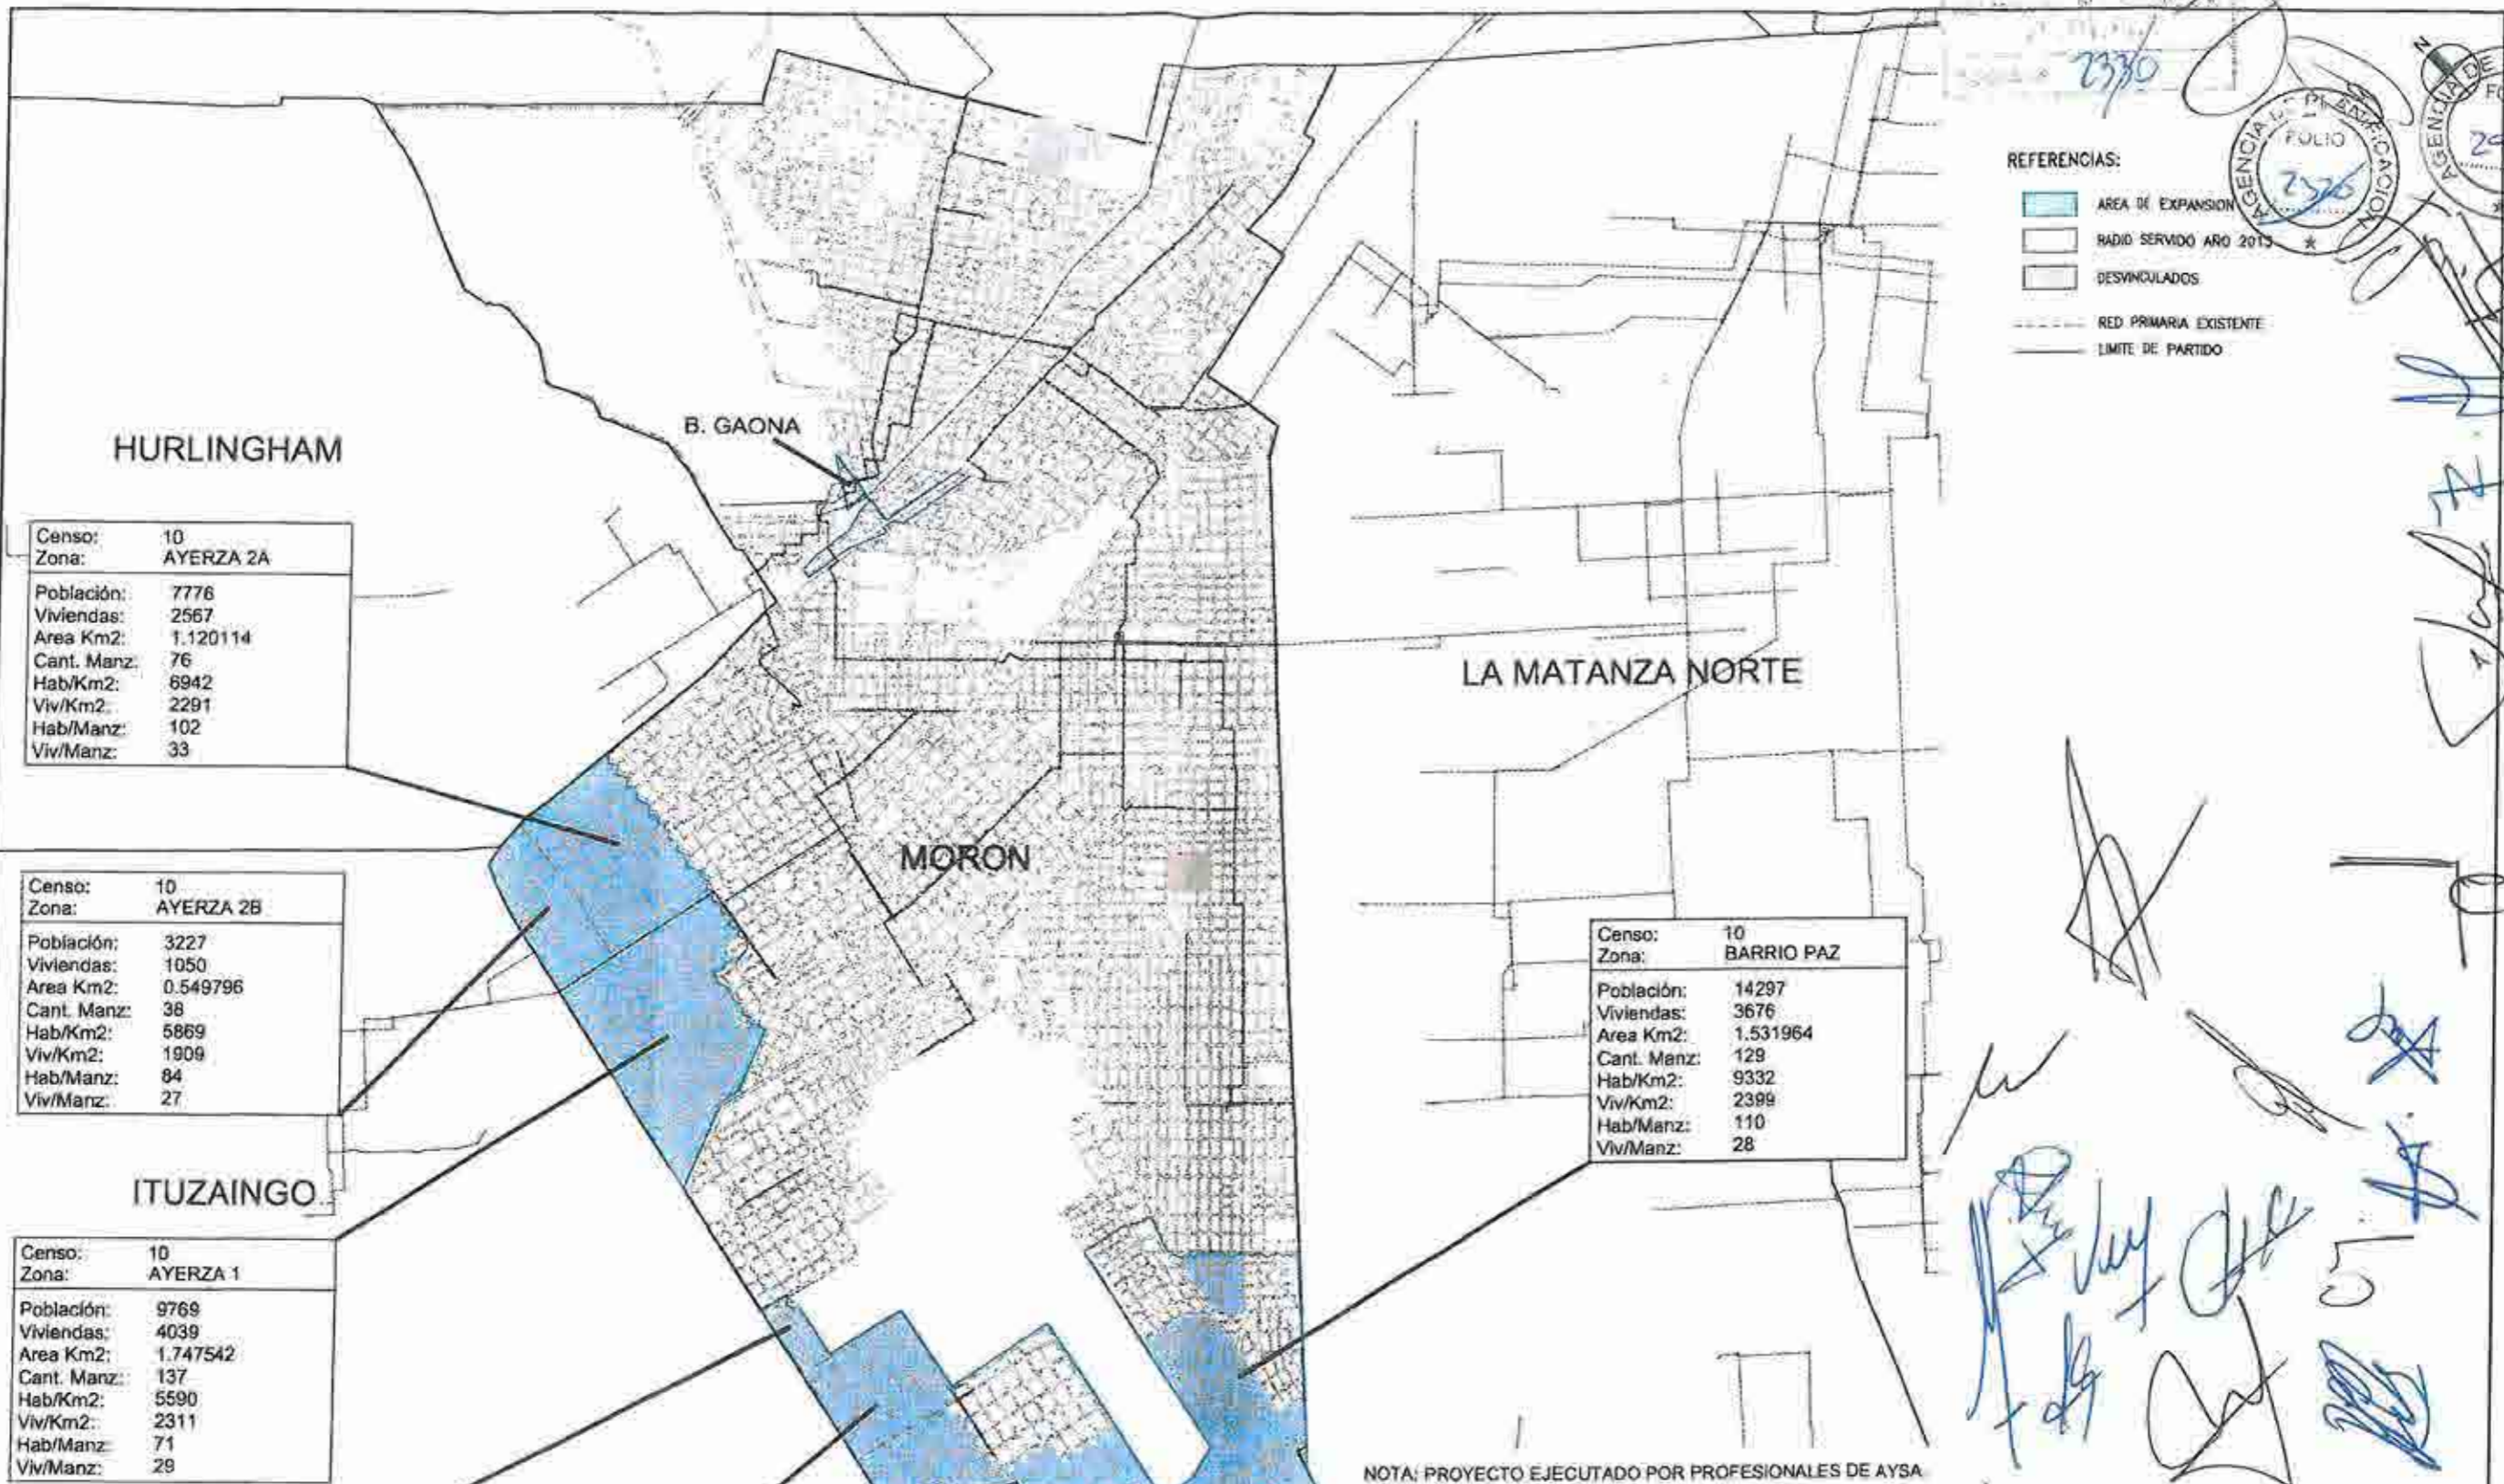 2330
N
AGENCIA DE PLANIFICACION
FOLIO
2326
AGENCIA DE
REFERENCIAS:
AREA DE EXPANSION
RADIO SERVIDO AÑO 2013
DESVINCULADOS
RED PRIMARIA EXISTENTE
LIMITE DE PARTIDO
HURLINGHAM
B. GAONA
LA MATANZA NORTE
MORON
ITUZAINGO
Censo: 10
Zona: AYERZA 2A
Población: 7776
Viviendas: 2567
Area Km2: 1.120114
Cant. Manz: 76
Hab/Km2: 6942
Viv/Km2: 2291
Hab/Manz: 102
Viv/Manz: 33
Censo: 10
Zona: AYERZA 2B
Población: 3227
Viviendas: 1050
Area Km2: 0.549796
Cant. Manz: 38
Hab/Km2: 5869
Viv/Km2: 1909
Hab/Manz: 84
Viv/Manz: 27
Censo: 10
Zona: BARRIO PAZ
Población: 14297
Viviendas: 3676
Area Km2: 1.531964
Cant. Manz: 129
Hab/Km2: 9332
Viv/Km2: 2399
Hab/Manz: 110
Viv/Manz: 28
Censo: 10
Zona: AYERZA 1
Población: 9769
Viviendas: 4039
Area Km2: 1.747542
Cant. Manz: 137
Hab/Km2: 5590
Viv/Km2: 2311
Hab/Manz: 71
Viv/Manz: 29
NOTA: PROYECTO EJECUTADO POR PROFESIONALES DE AYSA